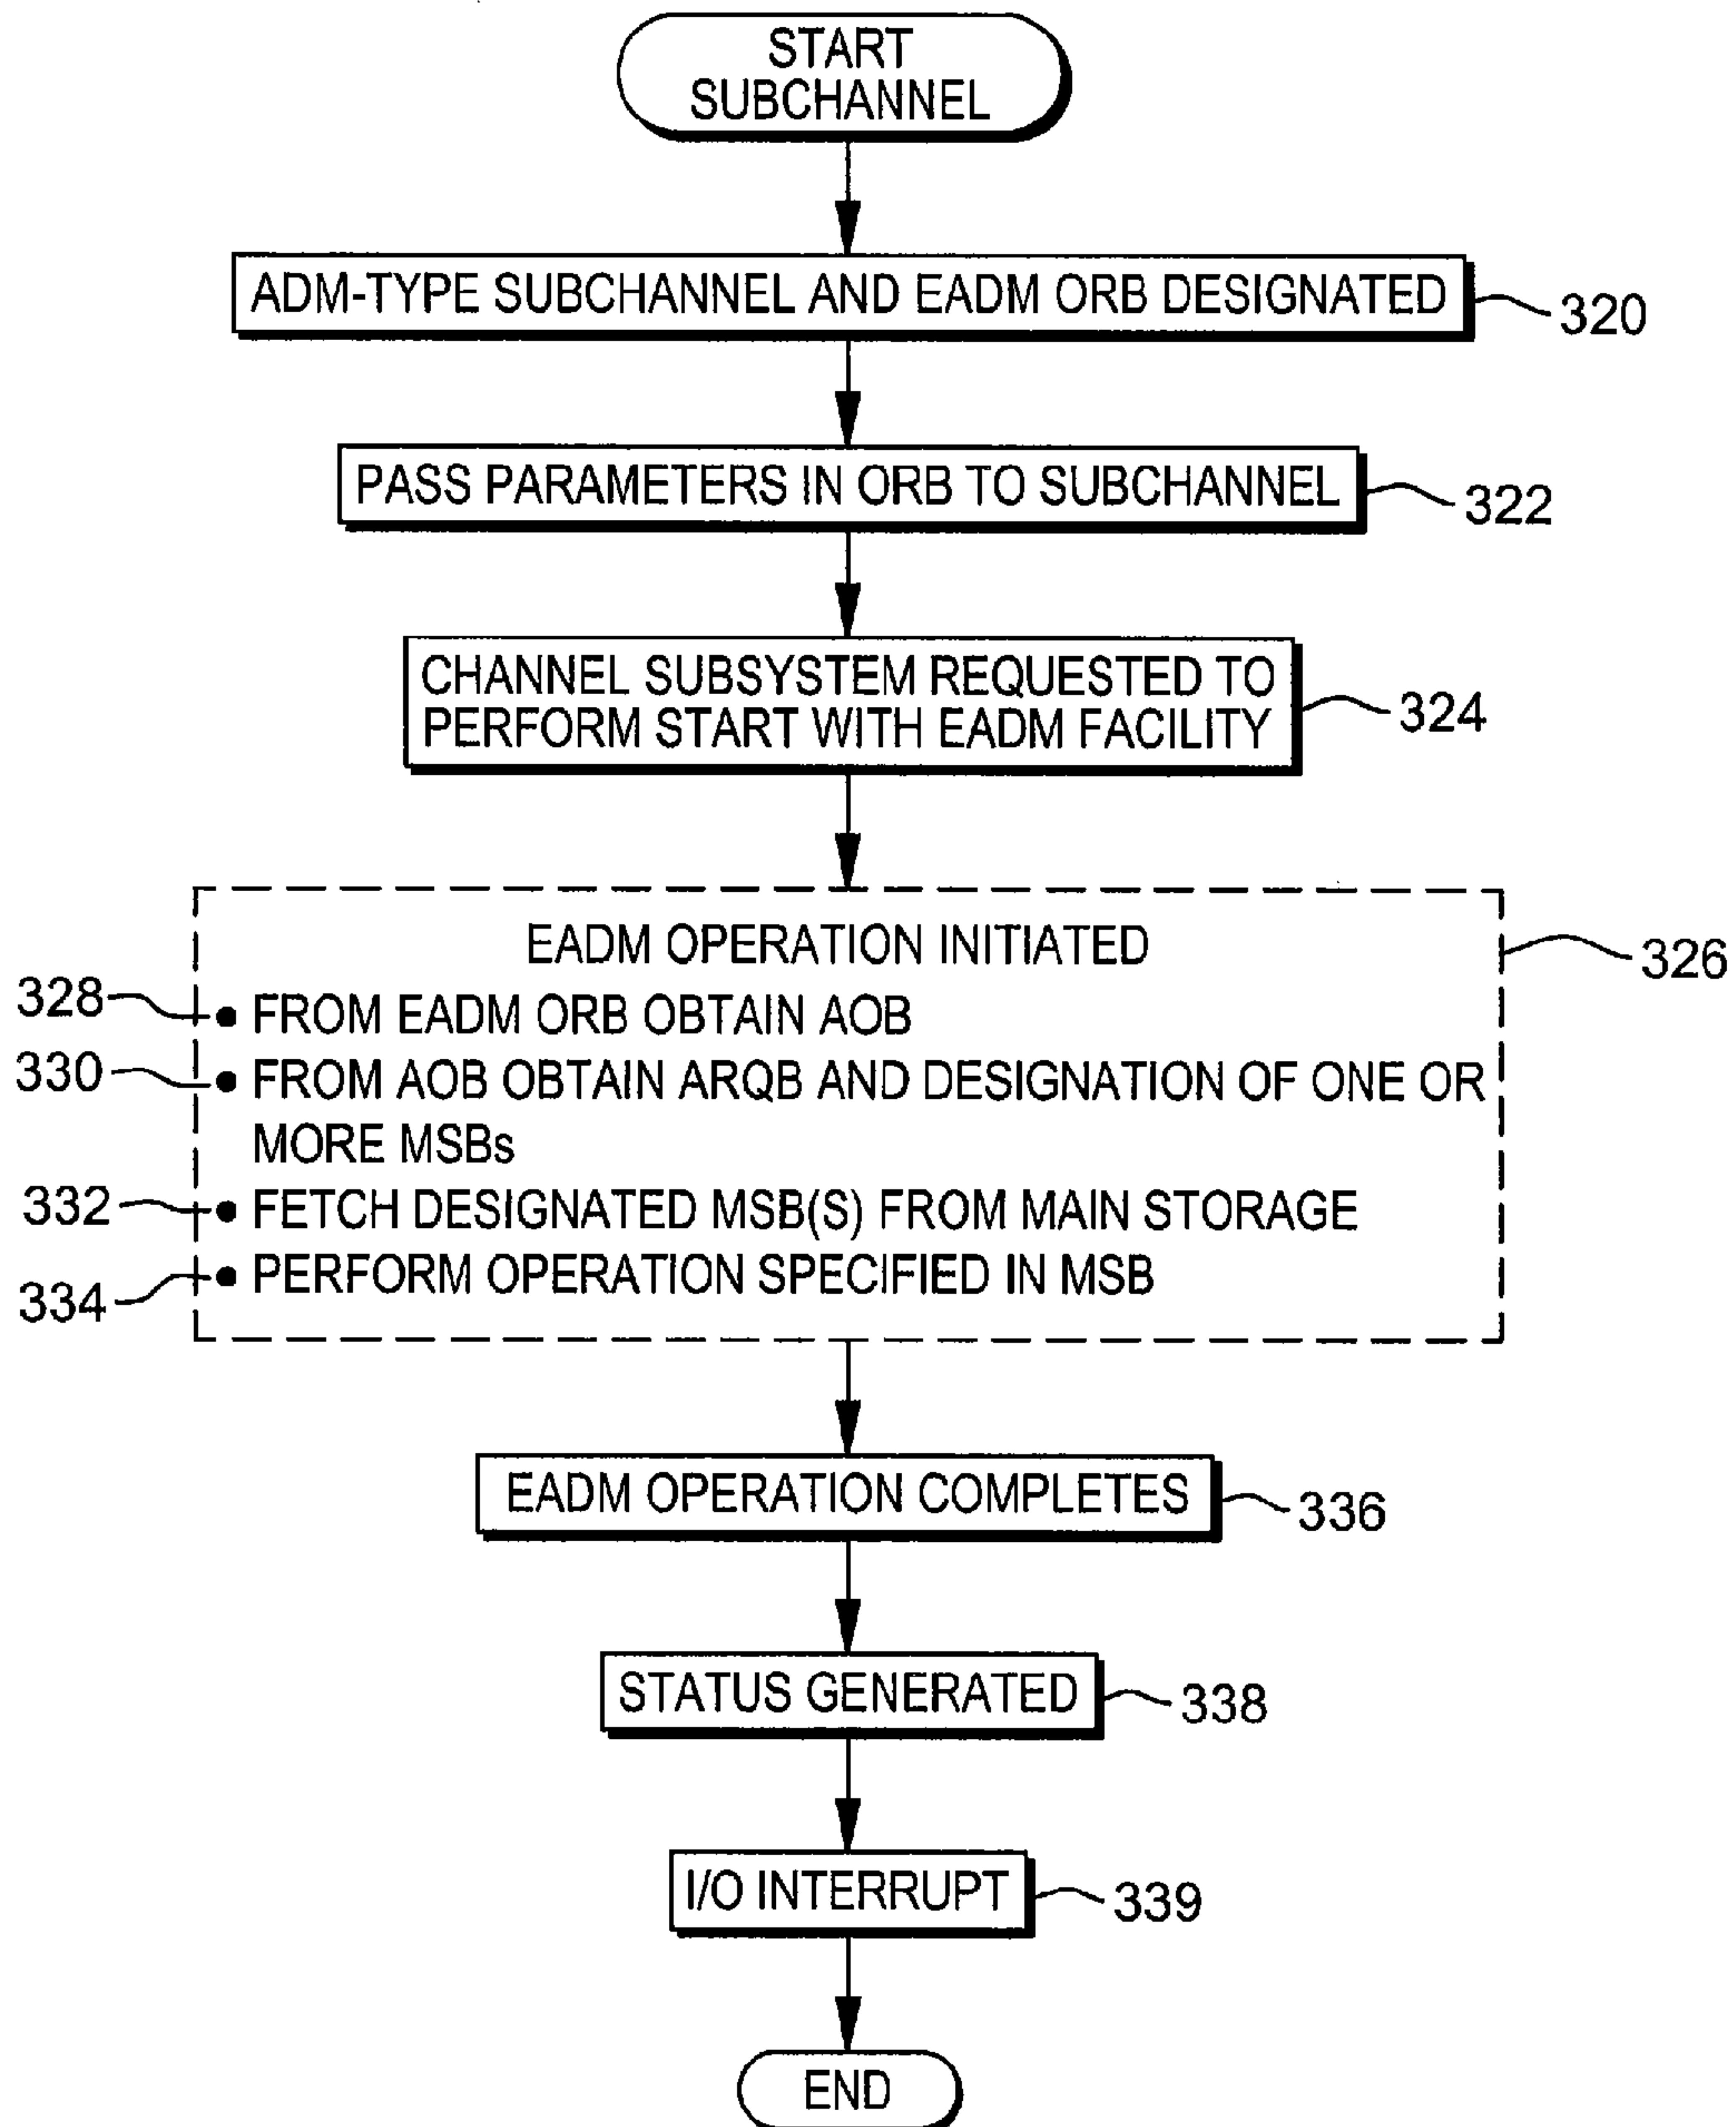 START
SUBCHANNEL
ADM-TYPE SUBCHANNEL AND EADM ORB DESIGNATED
320
PASS PARAMETERS IN ORB TO SUBCHANNEL
322
CHANNEL SUBSYSTEM REQUESTED TO
PERFORM START WITH EADM FACILITY
324
EADM OPERATION INITIATED
326
328
• FROM EADM ORB OBTAIN AOB
330
• FROM AOB OBTAIN ARQB AND DESIGNATION OF ONE OR
MORE MSBs
332
• FETCH DESIGNATED MSB(S) FROM MAIN STORAGE
334
• PERFORM OPERATION SPECIFIED IN MSB
EADM OPERATION COMPLETES
336
STATUS GENERATED
338
I/O INTERRUPT
339
END